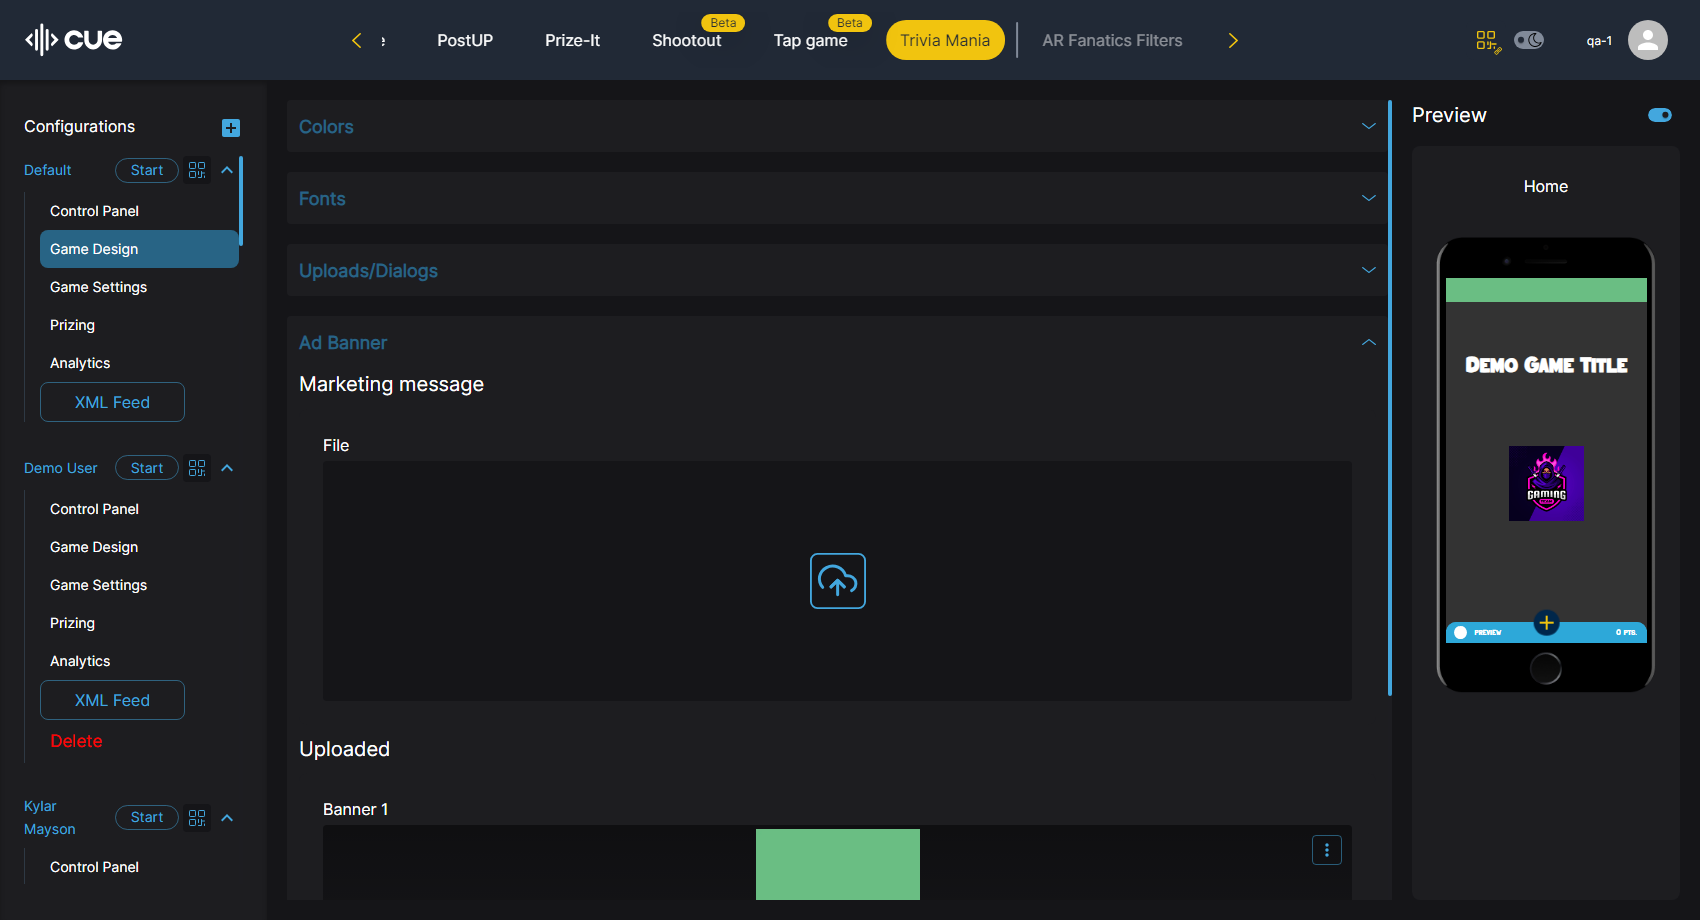 cue
PostUP
Prize-It
Beta
Shootout
Beta
Tap game
Trivia Mania
AR Fanatics Filters
qa-1
Configurations
Default
Start
Control Panel
Game Design
Game Settings
Prizing
Analytics
XML Feed
Demo User
Start
Control Panel
Game Design
Game Settings
Prizing
Analytics
XML Feed
Delete
Kylar
Mayson
Start
Control Panel
Colors
Fonts
Uploads/Dialogs
Ad Banner
Marketing message
File
Uploaded
Banner 1
Preview
Home
Demo Game Title
GAMING
PREVIEW
0 PTS.